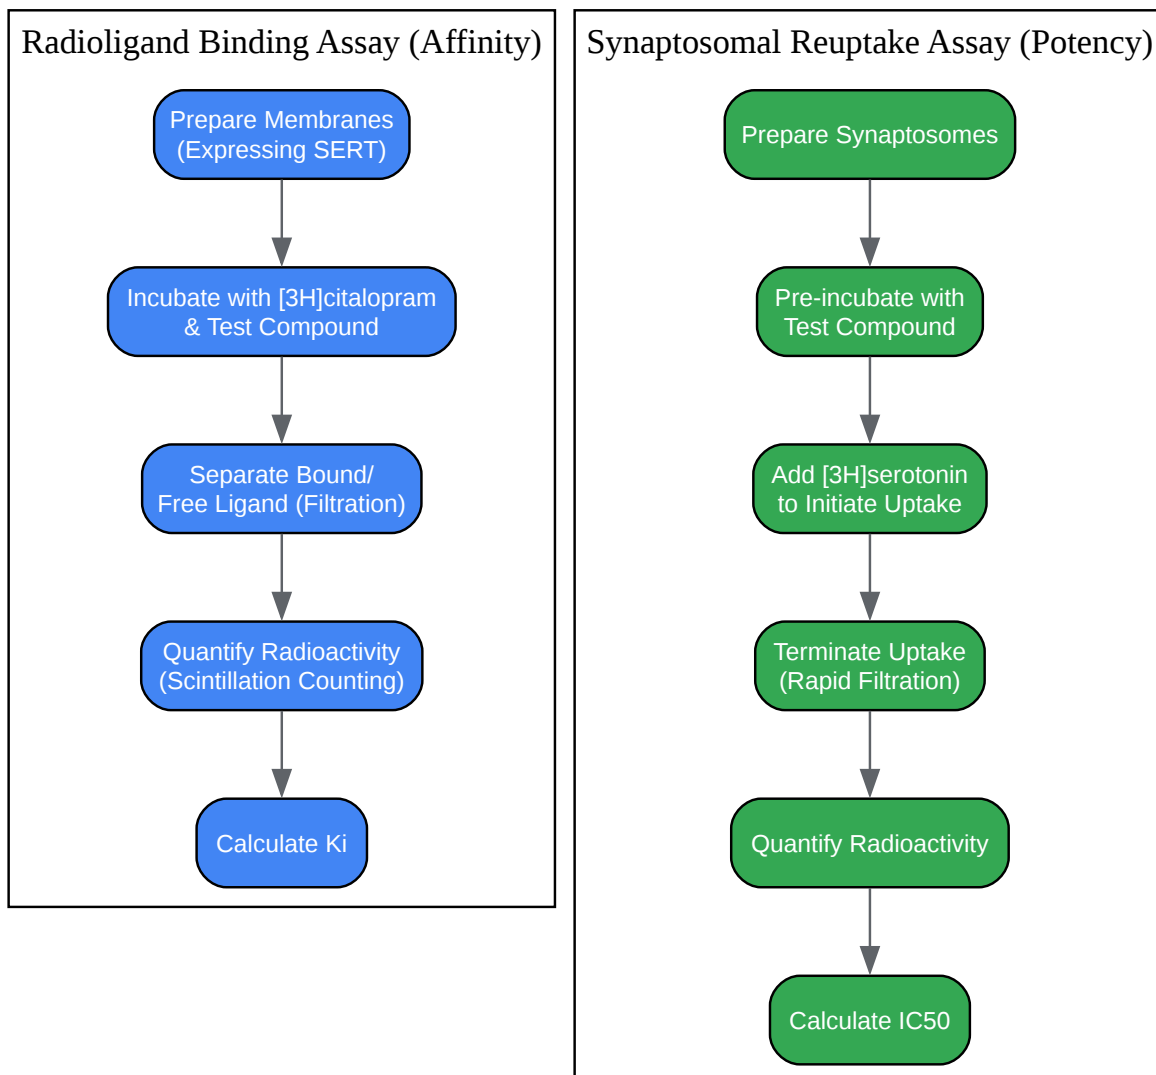 Radioligand Binding Assay (Affinity)
Prepare Membranes
(Expressing SERT)
Incubate with [3H]citalopram
& Test Compound
Separate Bound/
Free Ligand (Filtration)
Quantify Radioactivity
(Scintillation Counting)
Calculate Ki
Synaptosomal Reuptake Assay (Potency)
Prepare Synaptosomes
Pre-incubate with
Test Compound
Add [3H]serotonin
to Initiate Uptake
Terminate Uptake
(Rapid Filtration)
Quantify Radioactivity
Calculate IC50